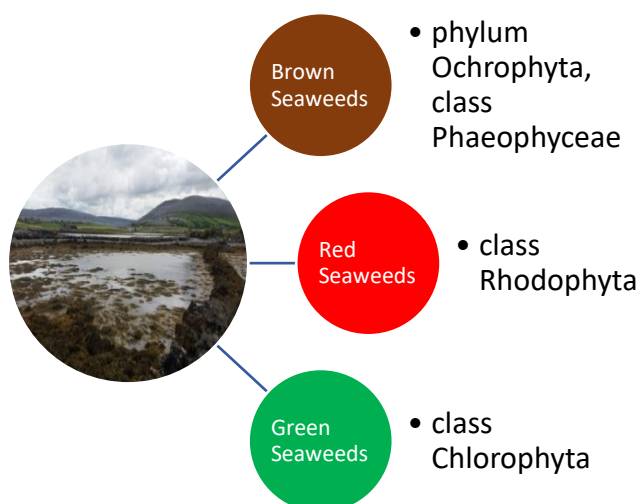 Brown
Seaweeds
• phylum
Ochrophyta,
class
Phaeophyceae
Red
Seaweeds
• class
Rhodophyta
Green
Seaweeds
• class
Chlorophyta